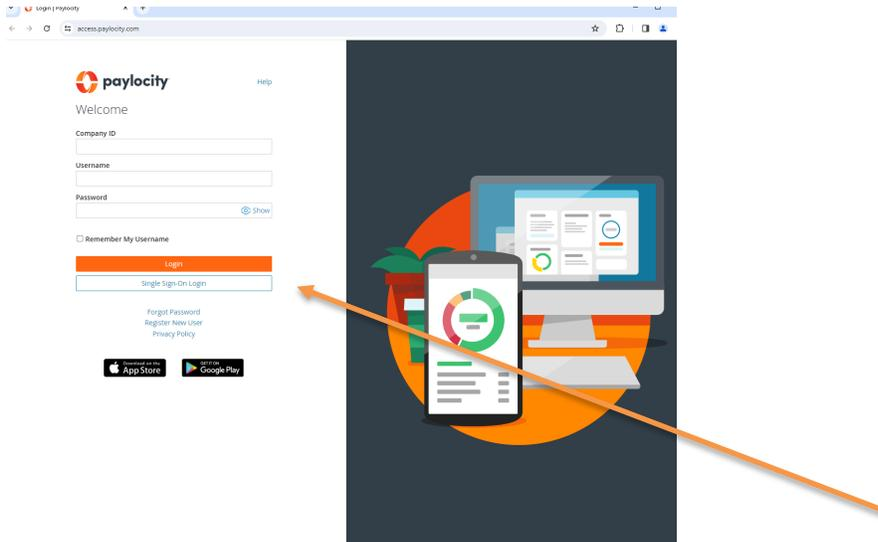 Login | Paylocity
access.paylocity.com
paylocity
Help
Welcome
Company ID
Username
Password
Show
Remember My Username
Login
Single Sign-On Login
Forgot Password
Register New User
Privacy Policy
Download on the
App Store
GET IT ON
Google Play